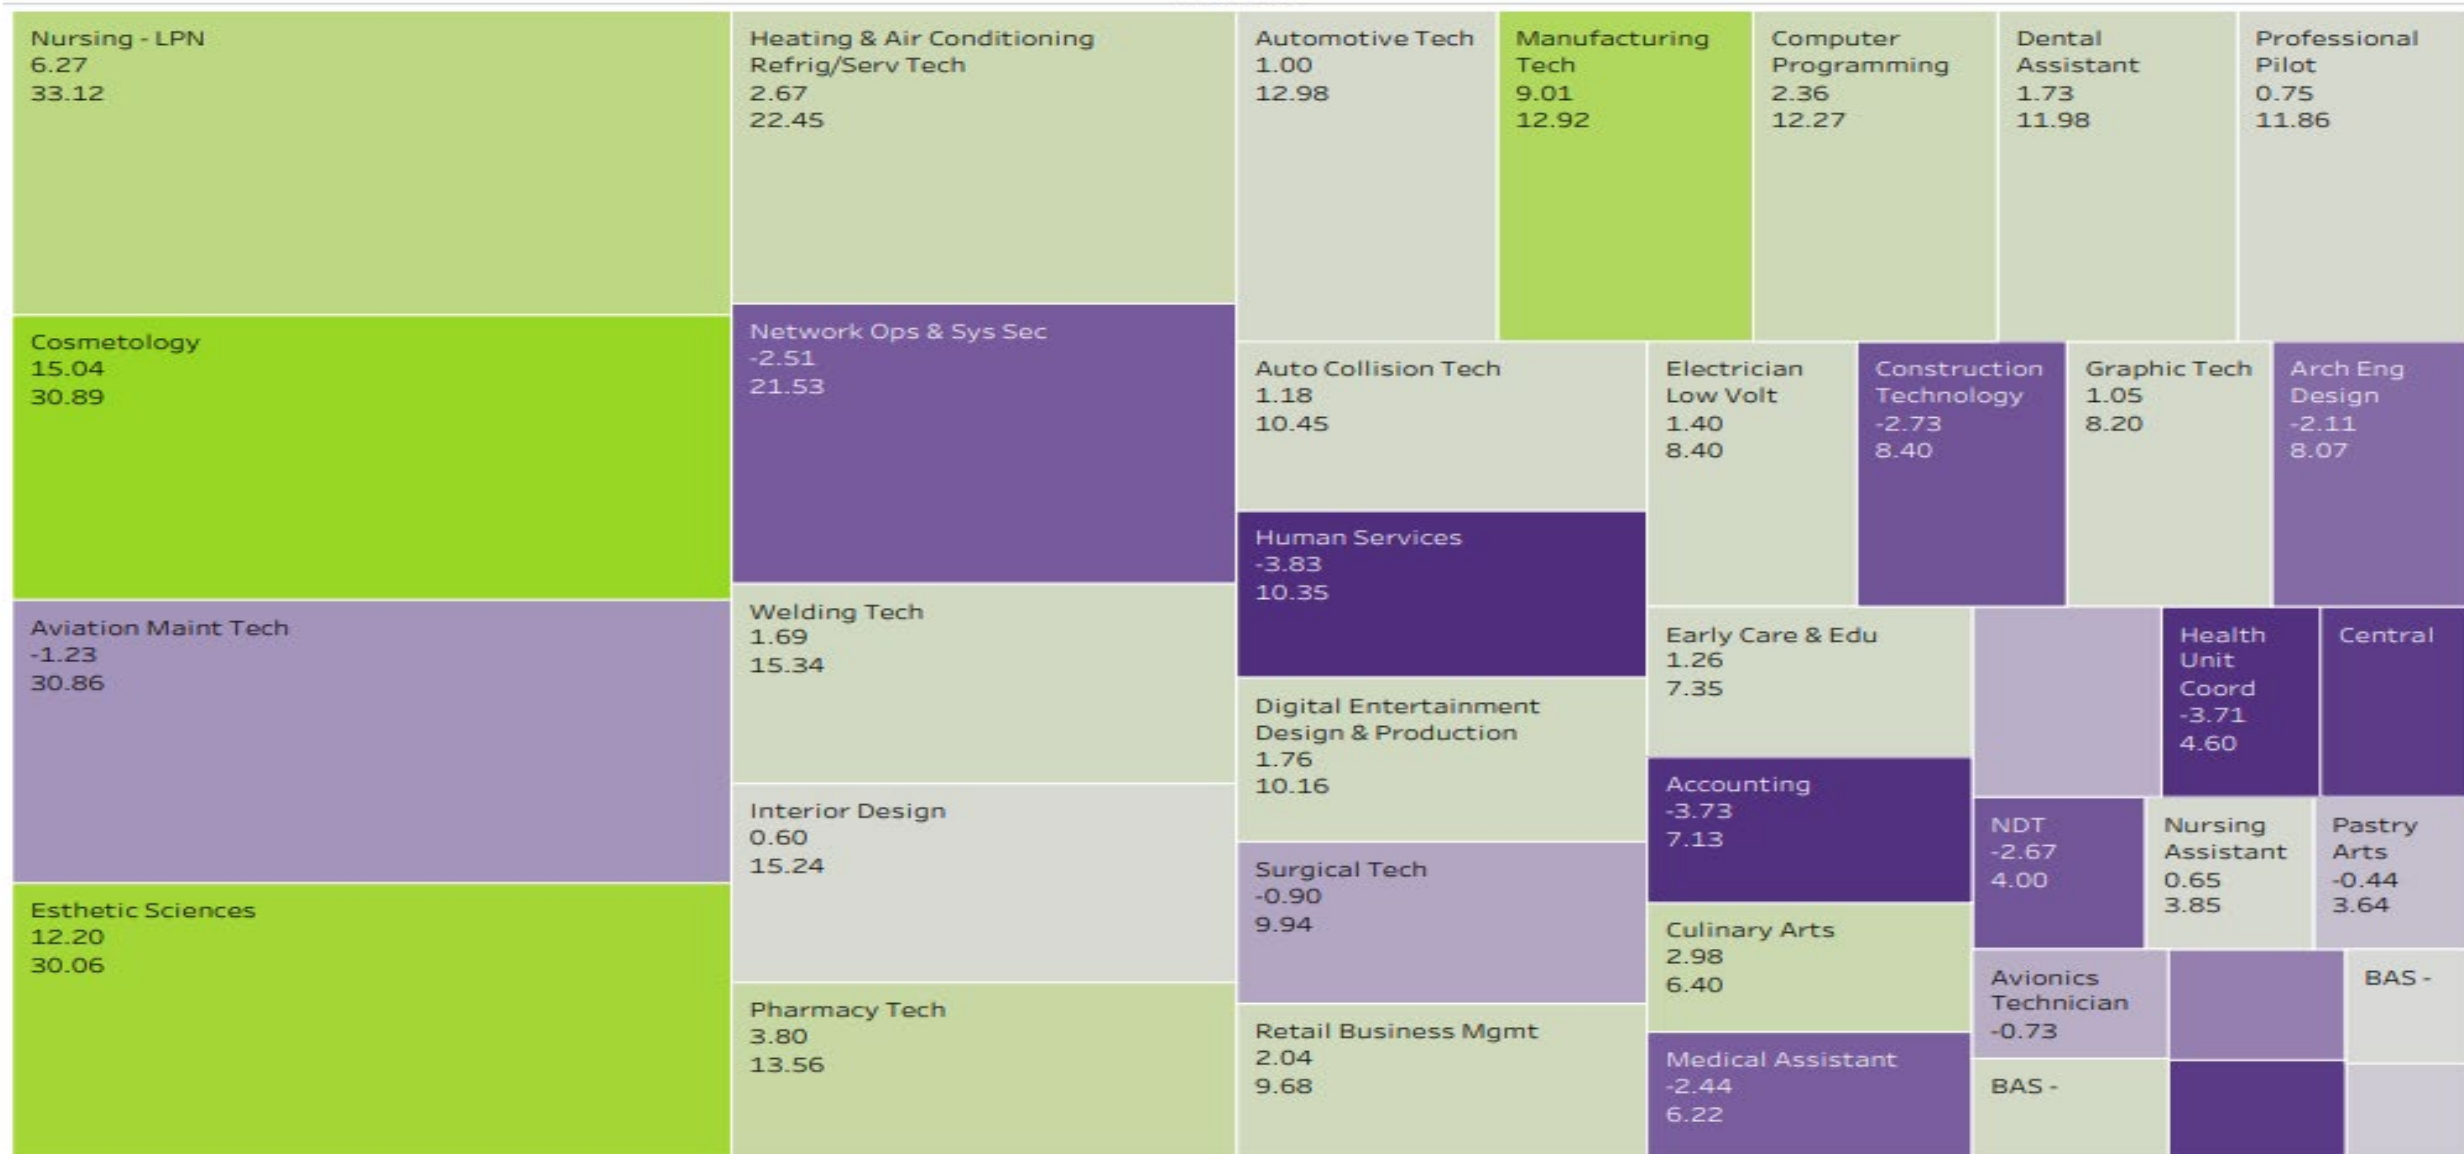 Nursing - LPN
6.27
33.12
Cosmetology
15.04
30.89
Aviation Maint Tech
-1.23
30.86
Esthetic Sciences
12.20
30.06
Heating & Air Conditioning
Refrig/Serv Tech
2.67
22.45
Network Ops & Sys Sec
-2.51
21.53
Welding Tech
1.69
15.34
Interior Design
0.60
15.24
Pharmacy Tech
3.80
13.56
Automotive Tech
1.00
12.98
Manufacturing
Tech
9.01
12.92
Computer
Programming
2.36
12.27
Dental
Assistant
1.73
11.98
Professional
Pilot
0.75
11.86
Auto Collision Tech
1.18
10.45
Human Services
-3.83
10.35
Digital Entertainment
Design & Production
1.76
10.16
Surgical Tech
-0.90
9.94
Retail Business Mgmt
2.04
9.68
Electrician
Low Volt
1.40
8.40
Construction
Technology
-2.73
8.40
Graphic Tech
1.05
8.20
Arch Eng
Design
-2.11
8.07
Early Care & Edu
1.26
7.35
Accounting
-3.73
7.13
Culinary Arts
2.98
6.40
Medical Assistant
-2.44
6.22
Health
Unit
Coord
-3.71
4.60
Central
NDT
-2.67
4.00
Nursing
Assistant
0.65
3.85
Pastry
Arts
-0.44
3.64
Avionics
Technician
-0.73
BAS -
BAS -